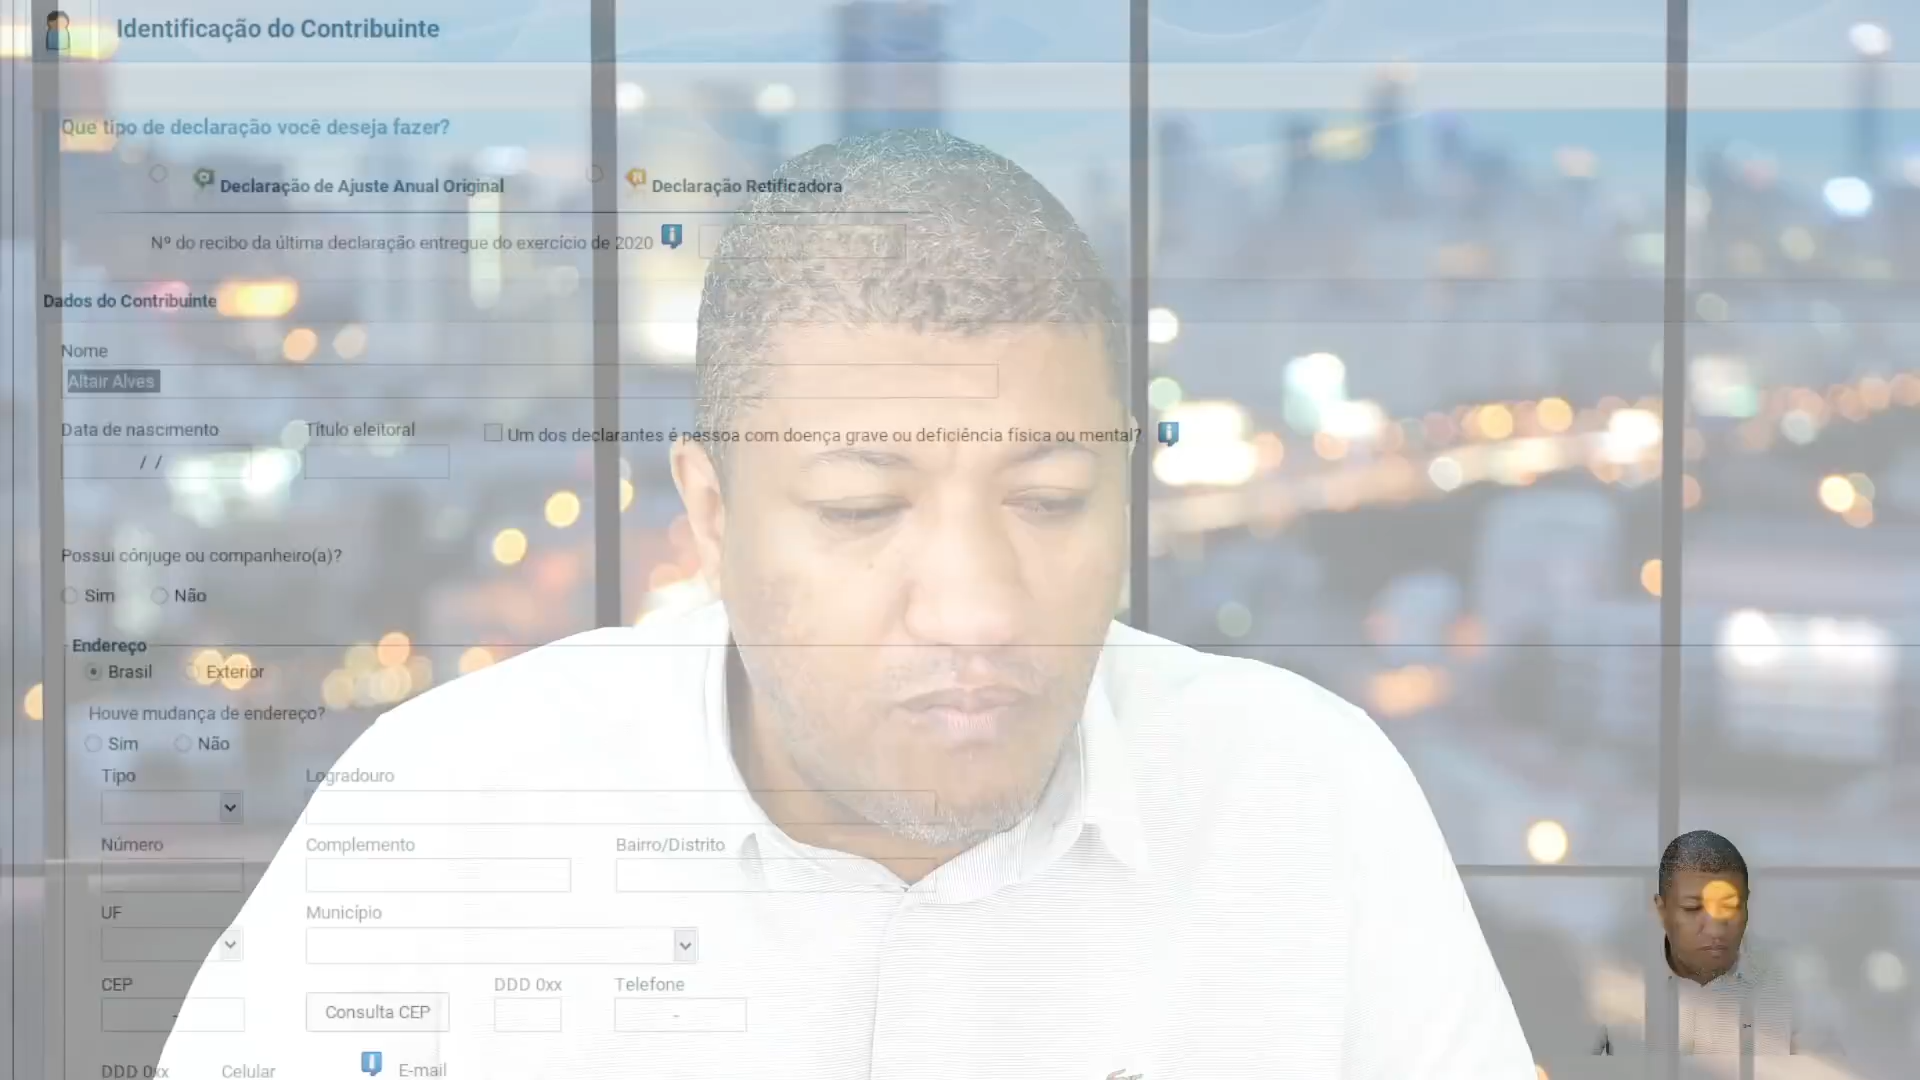 Identificação do Contribuinte
Que tipo de declaração você deseja fazer?
Declaração de Ajuste Anual Original
Declaração Retificadora
Nº do recibo da última declaração entregue do exercício de 2020
Dados do Contribuinte
Nome
Altair Alves
Data de nascimento
Título eleitoral
Um dos declarantes é pessoa com doença grave ou deficiência física ou mental?
/ /
Possui cônjuge ou companheiro(a)?
Sim
Não
Endereço
Brasil
Exterior
Houve mudança de endereço?
Sim
Não
Tipo
Logradouro
Número
Complemento
Bairro/Distrito
UF
Município
CEP
DDD 0xx
Telefone
-
Consulta CEP
-
DDD 0xx
Celular
E-mail